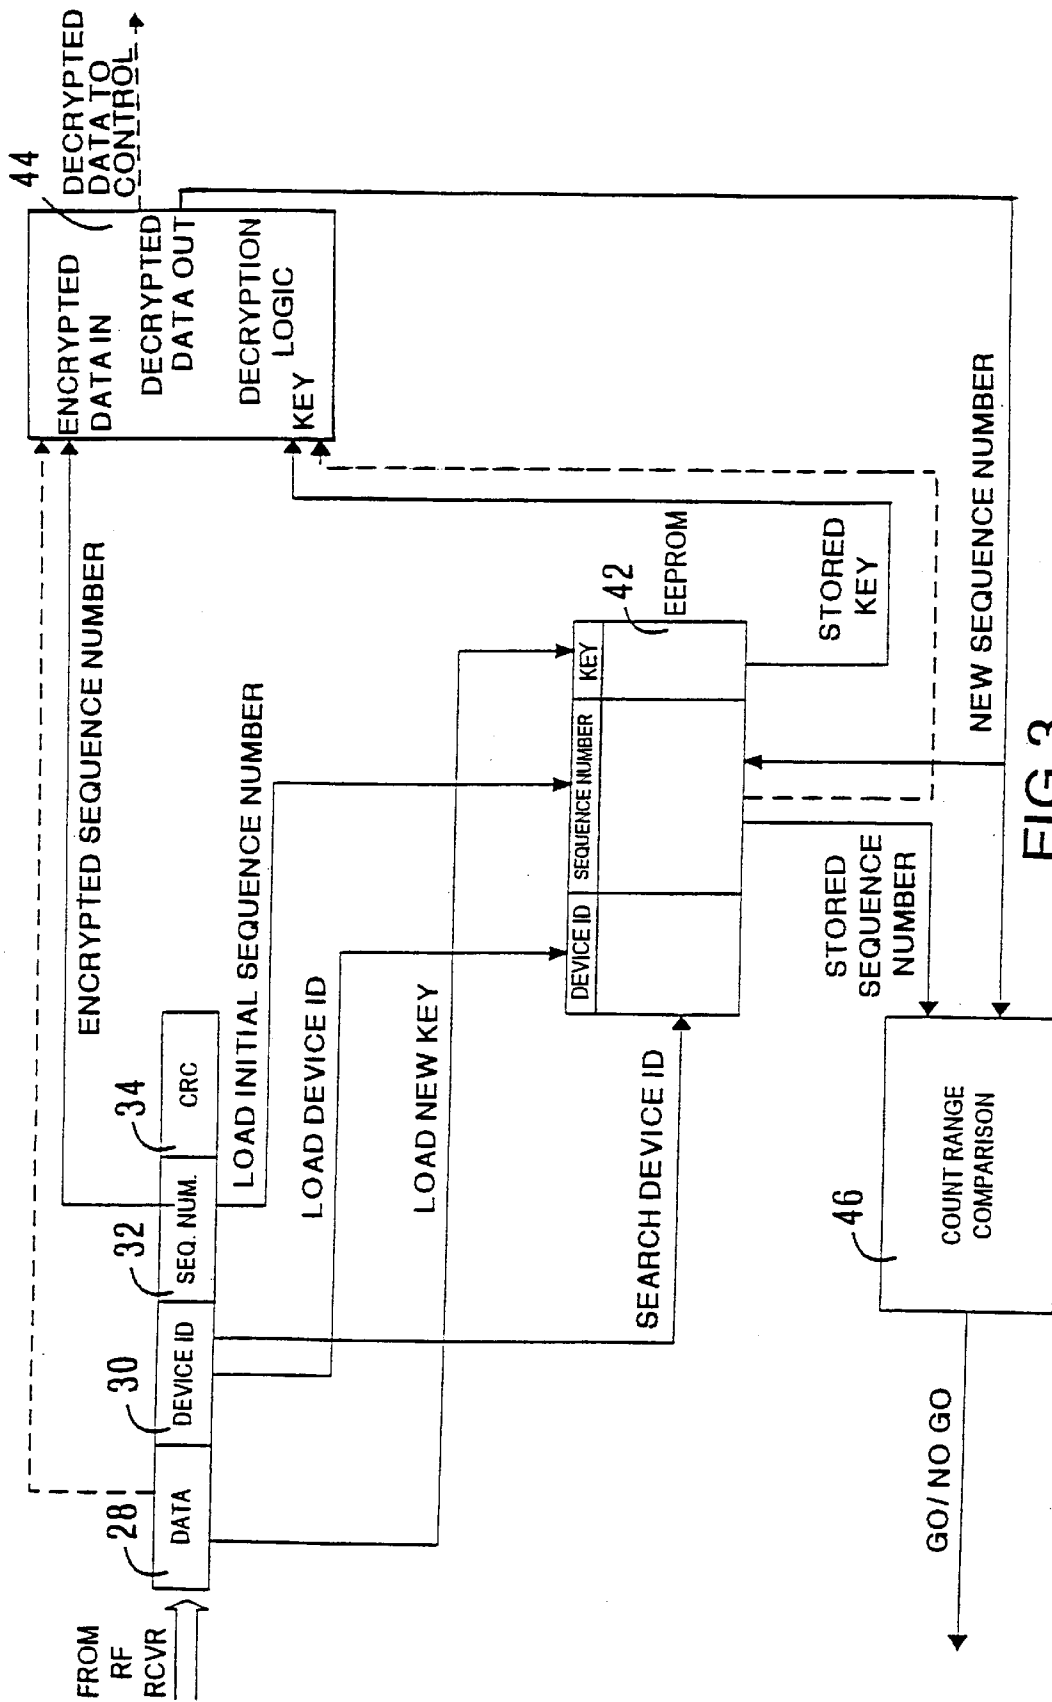 FROM
RF
RCVR
28
DATA
30
DEVICE ID
32
SEQ. NUM.
34
CRC
ENCRYPTED SEQUENCE NUMBER
LOAD INITIAL SEQUENCE NUMBER
LOAD DEVICE ID
LOAD NEW KEY
SEARCH DEVICE ID
44
ENCRYPTED
DATA IN
DECRYPTED
DATA OUT
DECRYPTION
LOGIC
KEY
DECRYPTED
DATA TO
CONTROL
DEVICE ID
SEQUENCE NUMBER
KEY
42
EEPROM
STORED
KEY
STORED
SEQUENCE
NUMBER
NEW SEQUENCE NUMBER
46
COUNT RANGE
COMPARISON
GO/ NO GO
FIG. 3